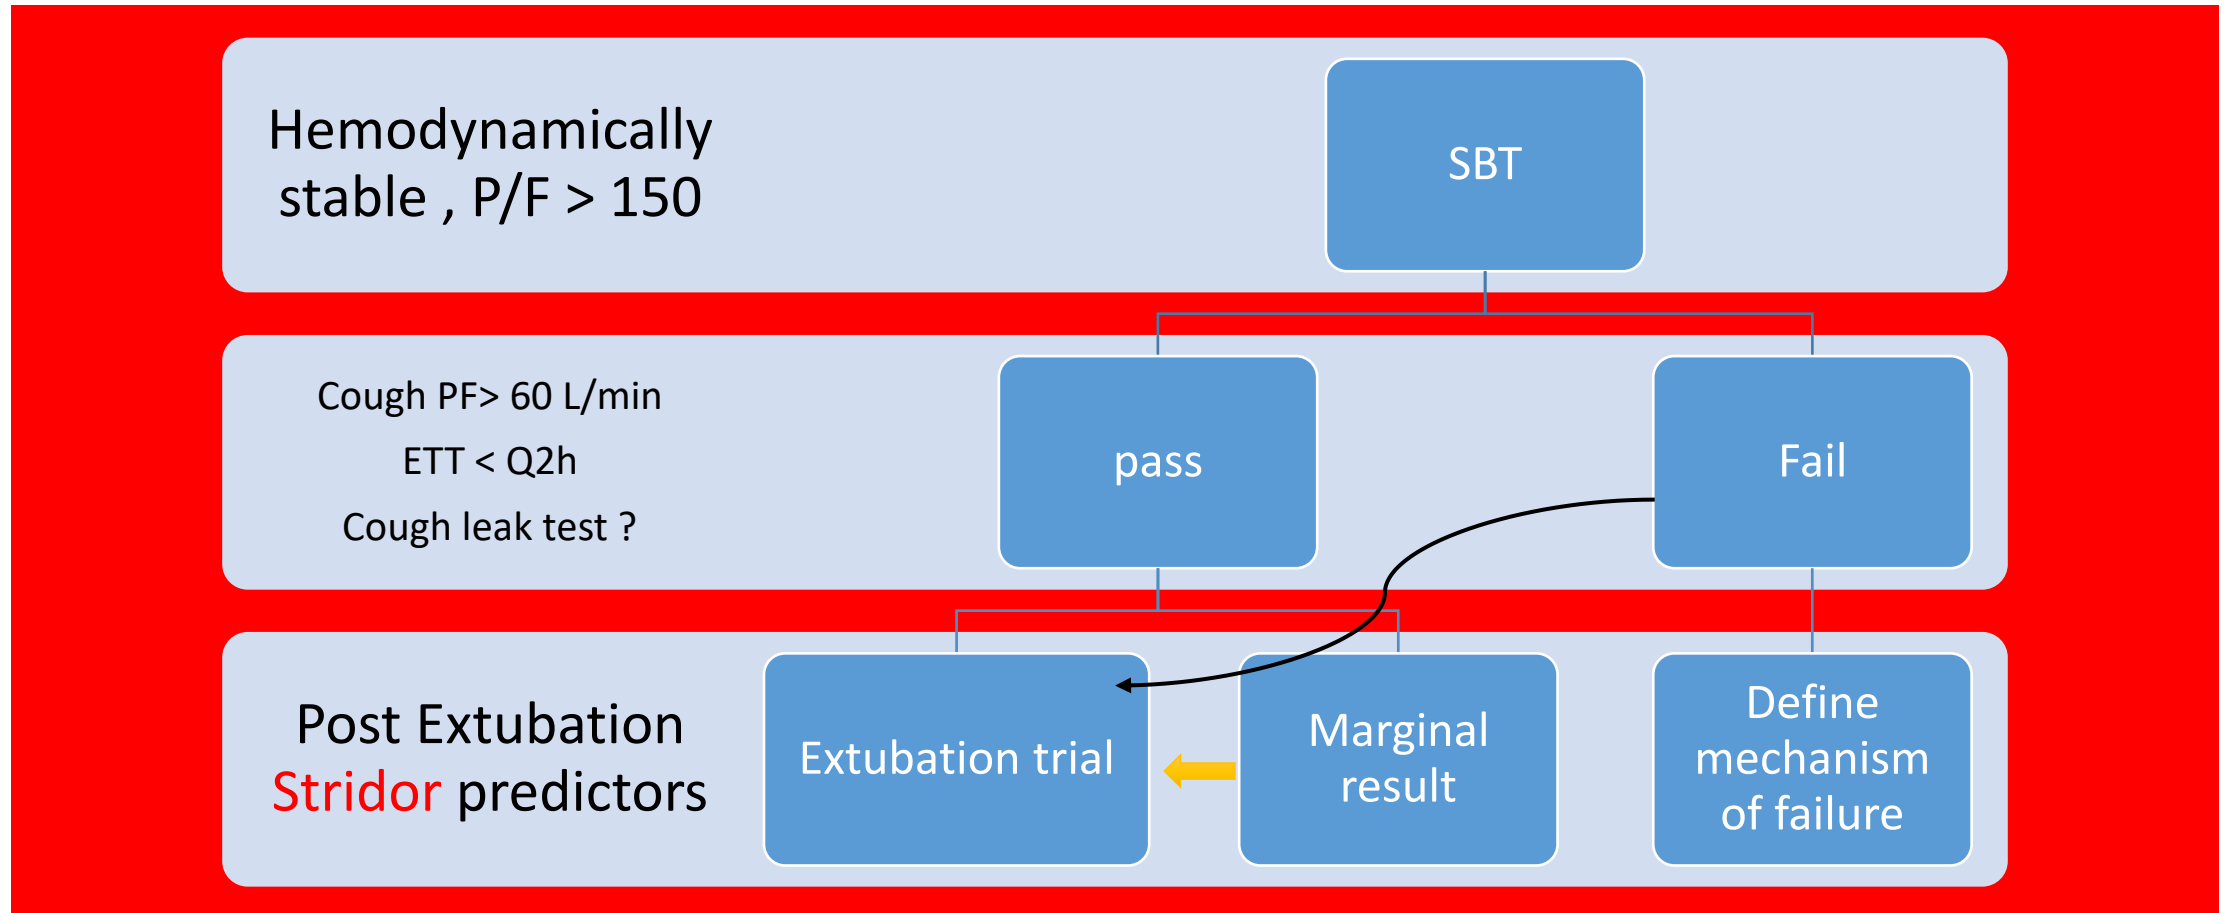 Hemodynamically
stable , P/F > 150
SBT
Cough PF> 60 L/min
ETT < Q2h
Cough leak test ?
pass
Fail
Post Extubation
Stridor predictors
Extubation trial
Marginal
result
Define
mechanism
of failure